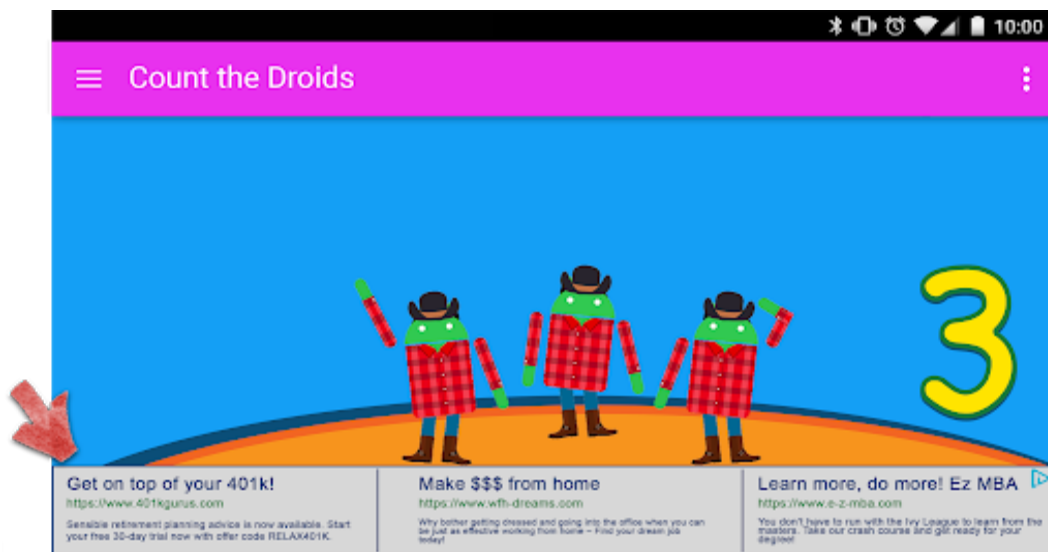 10:00
Count the Droids
3
Get on top of your 401k!
https://www.401kgurus.com
Sensible retirement planning advice is now available. Start
your free 30-day trial now with offer code RELAX401K.
Make $$$ from home
https://www.wfh-dreams.com
Why bother getting dressed and going into the office when you can
be just as effective working from home – Find your dream job
today!
Learn more, do more! Ez MBA
https://www.e-z-mba.com
You don't have to run with the Ivy League to learn from the
masters. Take our crash course and get ready for your
degree!